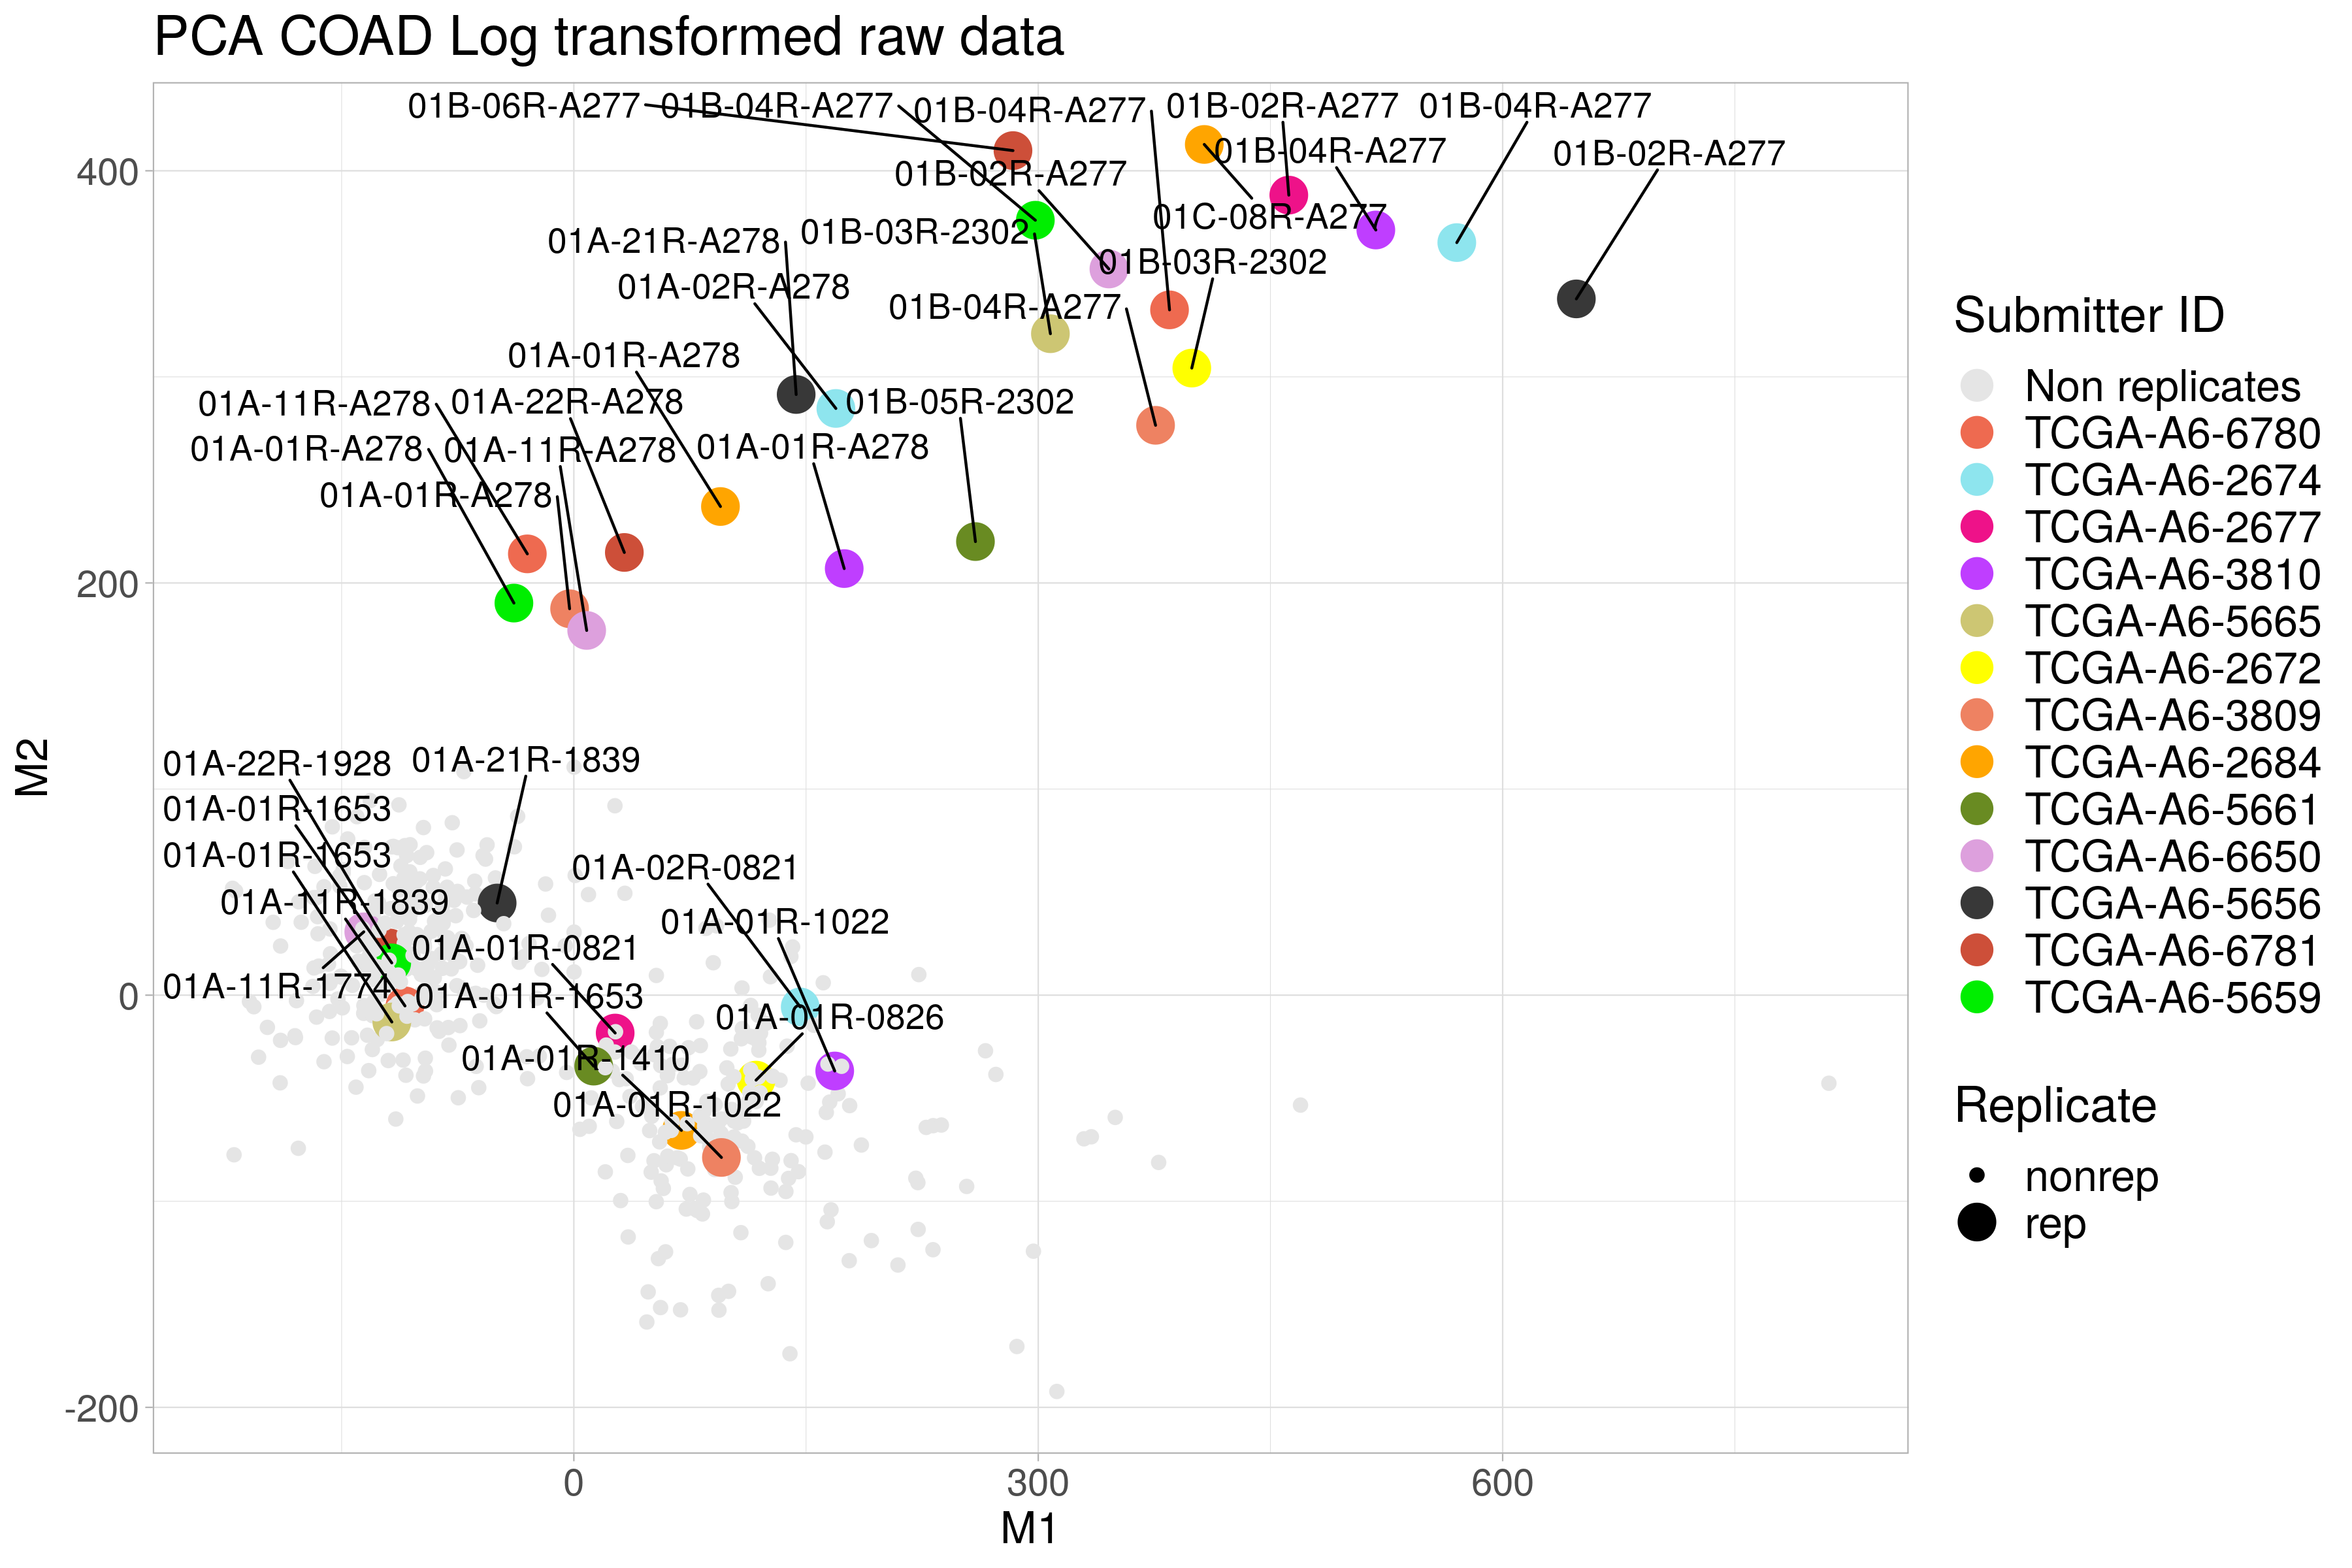 PCA COAD Log transformed raw data
01B-06R-A277
01B-04R-A277
01B-04R-A277
01B-02R-A277
01B-04R-A277
01B-04R-A277
01B-02R-A277
01B-02R-A277
01C-08R-A277
01A-21R-A278
01B-03R-2302
01B-03R-2302
01A-02R-A278
01B-04R-A277
01A-01R-A278
01A-11R-A278
01A-22R-A278
01B-05R-2302
01A-01R-A278
01A-11R-A278
01A-01R-A278
01A-01R-A278
01A-22R-1928
01A-21R-1839
01A-01R-1653
01A-01R-1653
01A-02R-0821
01A-11R-1839
01A-01R-1022
01A-01R-0821
01A-11R-1774
01A-01R-1653
01A-01R-0826
01A-01R-1410
01A-01R-1022
400
200
0
-200
M2
0
300
600
M1
Submitter ID
Non replicates
TCGA-A6-6780
TCGA-A6-2674
TCGA-A6-2677
TCGA-A6-3810
TCGA-A6-5665
TCGA-A6-2672
TCGA-A6-3809
TCGA-A6-2684
TCGA-A6-5661
TCGA-A6-6650
TCGA-A6-5656
TCGA-A6-6781
TCGA-A6-5659
Replicate
nonrep
rep